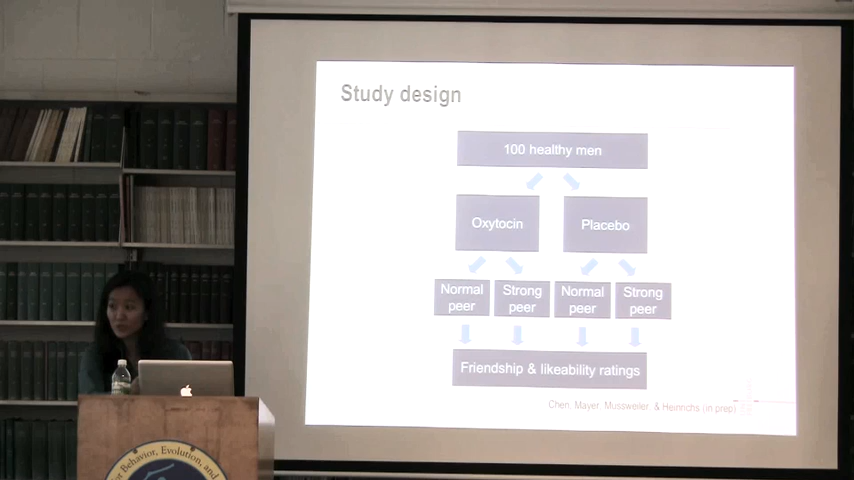 Study design
100 healthy men
Oxytocin
Placebo
Normal
peer
Strong
peer
Normal
peer
Strong
peer
Friendship & likeability ratings
Chen, Mayer, Mussweiler, & Heinrichs (in prep)
Behavior, Evolution, and